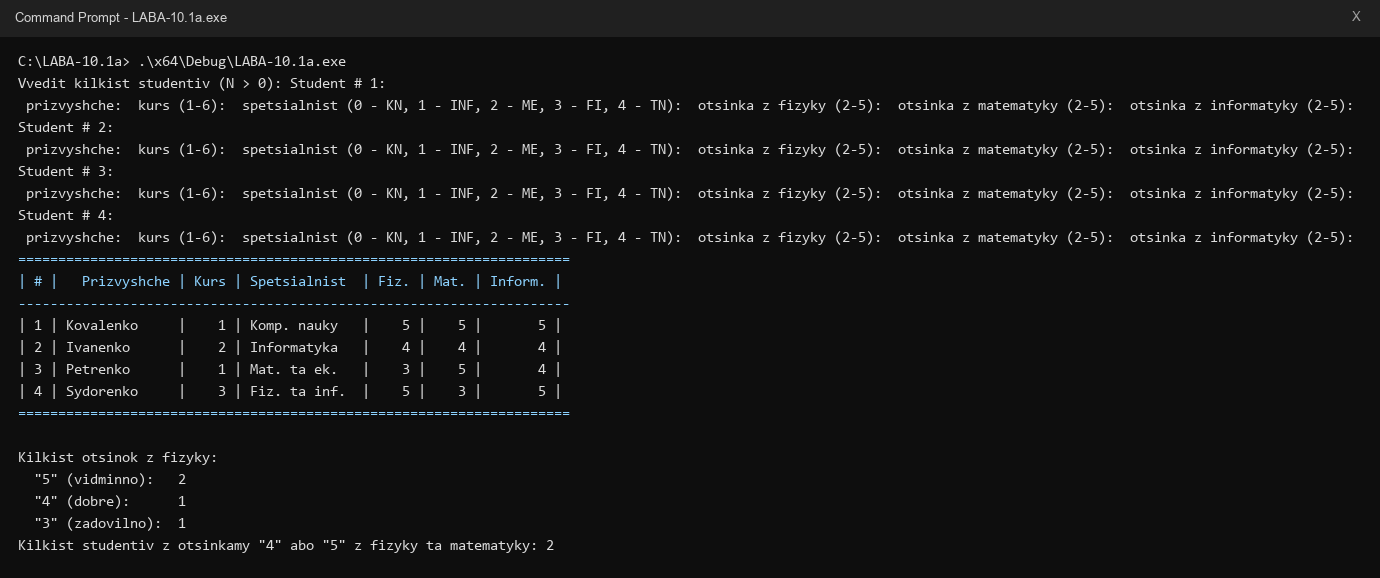 Command Prompt - LABA-10.1a.exe X
C:\LABA-10.1a> .\x64\Debug\LABA-10.1a.exe
Vvedit kilkist studentiv (N > 0): Student # 1:
 prizvyshche:  kurs (1-6):  spetsialnist (0 - KN, 1 - INF, 2 - ME, 3 - FI, 4 - TN):  otsinka z fizyky (2-5):  otsinka z matematyky (2-5):  otsinka z informatyky (2-5):
Student # 2:
 prizvyshche:  kurs (1-6):  spetsialnist (0 - KN, 1 - INF, 2 - ME, 3 - FI, 4 - TN):  otsinka z fizyky (2-5):  otsinka z matematyky (2-5):  otsinka z informatyky (2-5):
Student # 3:
 prizvyshche:  kurs (1-6):  spetsialnist (0 - KN, 1 - INF, 2 - ME, 3 - FI, 4 - TN):  otsinka z fizyky (2-5):  otsinka z matematyky (2-5):  otsinka z informatyky (2-5):
Student # 4:
 prizvyshche:  kurs (1-6):  spetsialnist (0 - KN, 1 - INF, 2 - ME, 3 - FI, 4 - TN):  otsinka z fizyky (2-5):  otsinka z matematyky (2-5):  otsinka z informatyky (2-5):
=====================================================================
| # |   Prizvyshche | Kurs | Spetsialnist  | Fiz. | Mat. | Inform. |
---------------------------------------------------------------------
| 1 | Kovalenko     |    1 | Komp. nauky   |    5 |    5 |       5 |
| 2 | Ivanenko      |    2 | Informatyka   |    4 |    4 |       4 |
| 3 | Petrenko      |    1 | Mat. ta ek.   |    3 |    5 |       4 |
| 4 | Sydorenko     |    3 | Fiz. ta inf.  |    5 |    3 |       5 |
=====================================================================

Kilkist otsinok z fizyky:
  "5" (vidminno):   2
  "4" (dobre):      1
  "3" (zadovilno):  1
Kilkist studentiv z otsinkamy "4" abo "5" z fizyky ta matematyky: 2